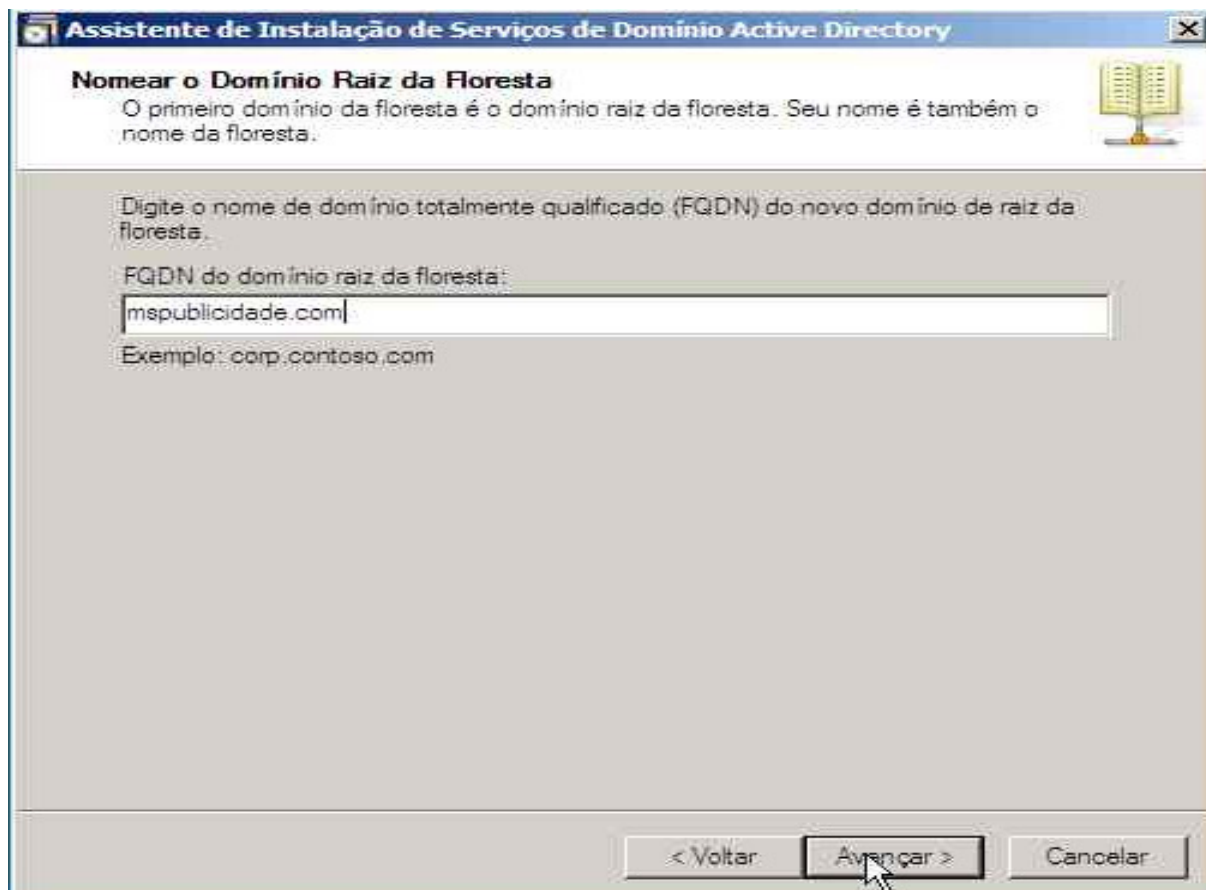 Assistente de Instalação de Serviços de Domínio Active Directory
Nomear o Domínio Raiz da Floresta
O primeiro domínio da floresta é o domínio raiz da floresta. Seu nome é também o
nome da floresta.
Digite o nome de domínio totalmente qualificado (FQDN) do novo domínio de raiz da
floresta.
FQDN do domínio raiz da floresta:
mspublicidade.com
Exemplo: corp.contoso.com
< Voltar
Avançar >
Cancelar